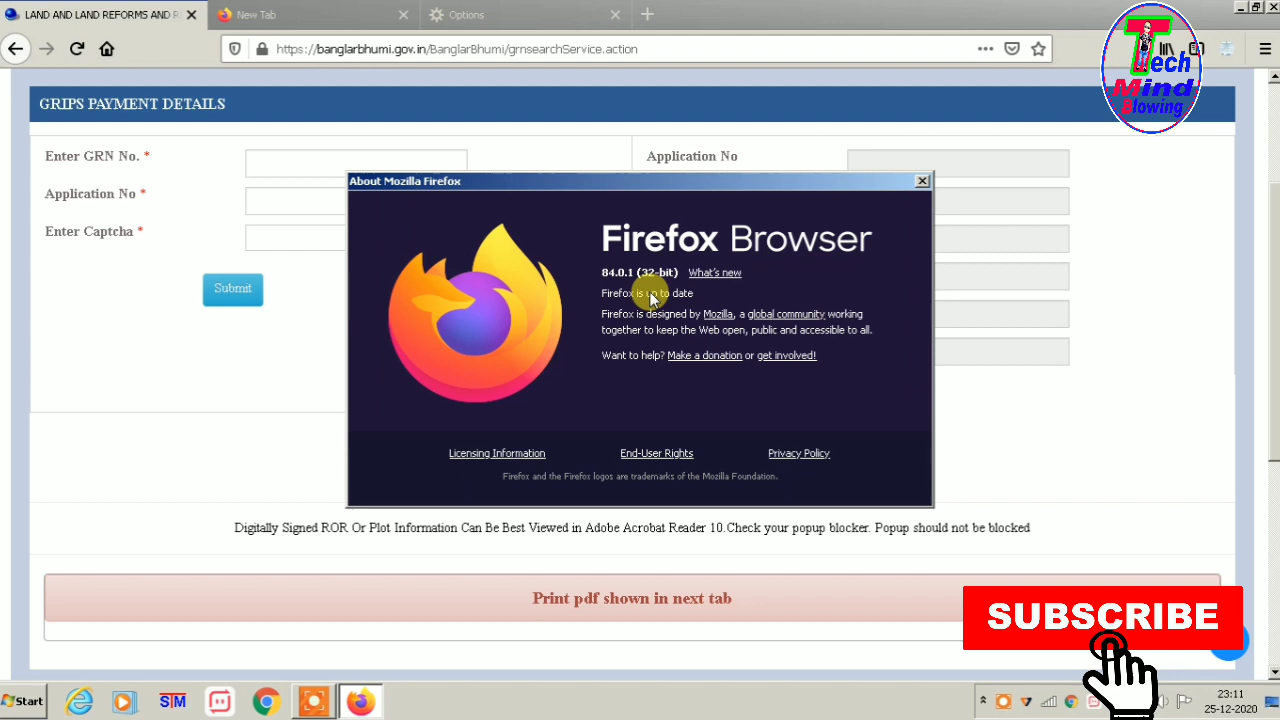 LAND AND LAND REFORMS AND R
New Tab
Options
https://banglarbhumi.gov.in/BanglarBhumi/grnsearchService.action
Tech
Mind
Blowing
GRIPS PAYMENT DETAILS
Enter GRN No. *
Application No
Application No *
Enter Captcha *
Submit
About Mozilla Firefox
Firefox Browser
84.0.1 (32-bit) What's new
Firefox is up to date
Firefox is designed by Mozilla, a global community working
together to keep the Web open, public and accessible to all.
Want to help? Make a donation or get involved!
Licensing Information End-User Rights Privacy Policy
Firefox and the Firefox logos are trademarks of the Mozilla Foundation.
Digitally Signed ROR Or Plot Information Can Be Best Viewed in Adobe Acrobat Reader 10.Check your popup blocker. Popup should not be blocked
Print pdf shown in next tab
SUBSCRIBE
Start
STM
23:11
25-12-2020